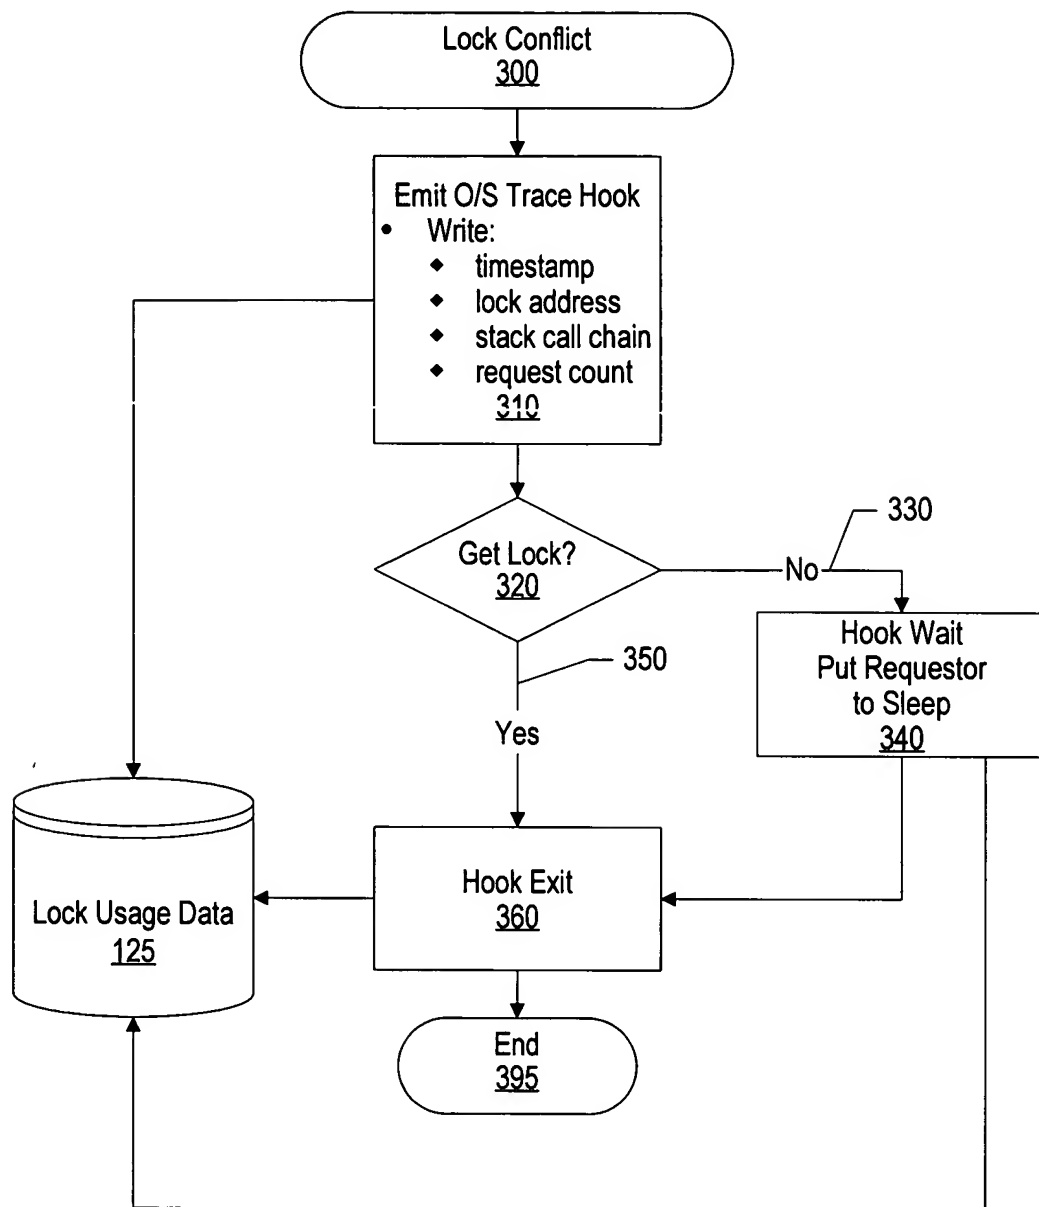 Lock Conflict
300
Emit O/S Trace Hook
• Write:
◆ timestamp
◆ lock address
◆ stack call chain
◆ request count
310
330
Get Lock?
320
No
Hook Wait
Put Requestor
to Sleep
340
350
Yes
Lock Usage Data
125
Hook Exit
360
End
395